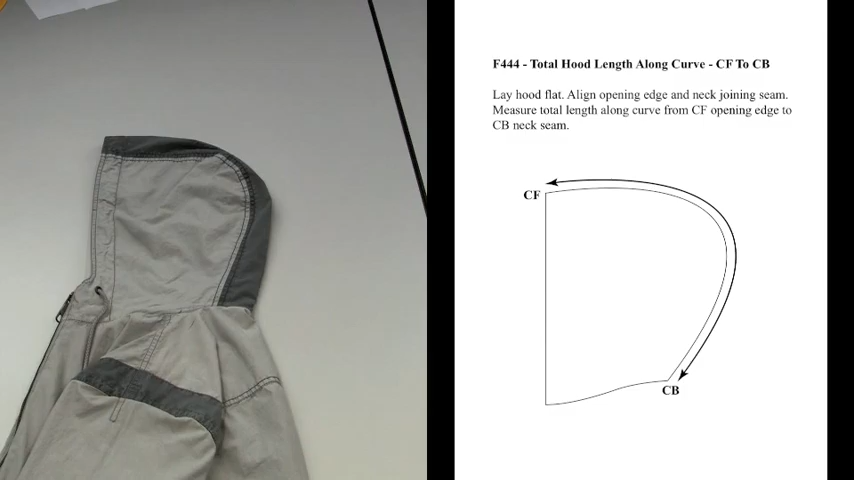 F444 - Total Hood Length Along Curve - CF To CB
Lay hood flat. Align opening edge and neck joining seam.
Measure total length along curve from CF opening edge to
CB neck seam.
CF
CB